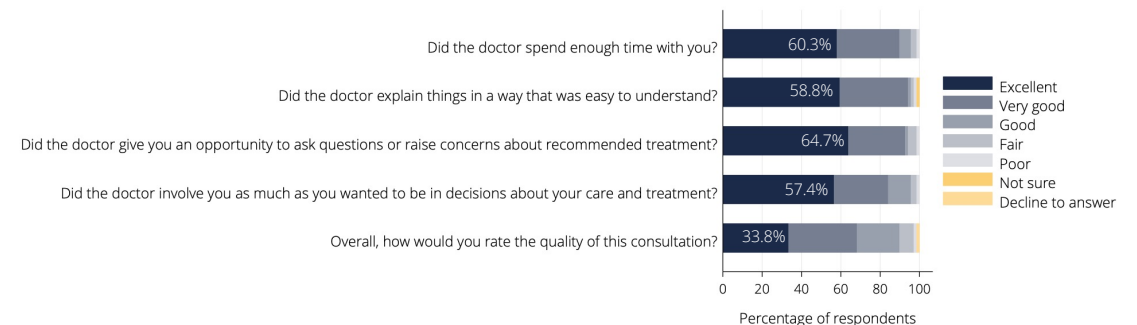 Did the doctor spend enough time with you?
60.3%
Did the doctor explain things in a way that was easy to understand?
58.8%
Did the doctor give you an opportunity to ask questions or raise concerns about recommended treatment?
64.7%
Did the doctor involve you as much as you wanted to be in decisions about your care and treatment?
57.4%
Overall, how would you rate the quality of this consultation?
33.8%
0 20 40 60 80 100
Percentage of respondents
Excellent
Very good
Good
Fair
Poor
Not sure
Decline to answer